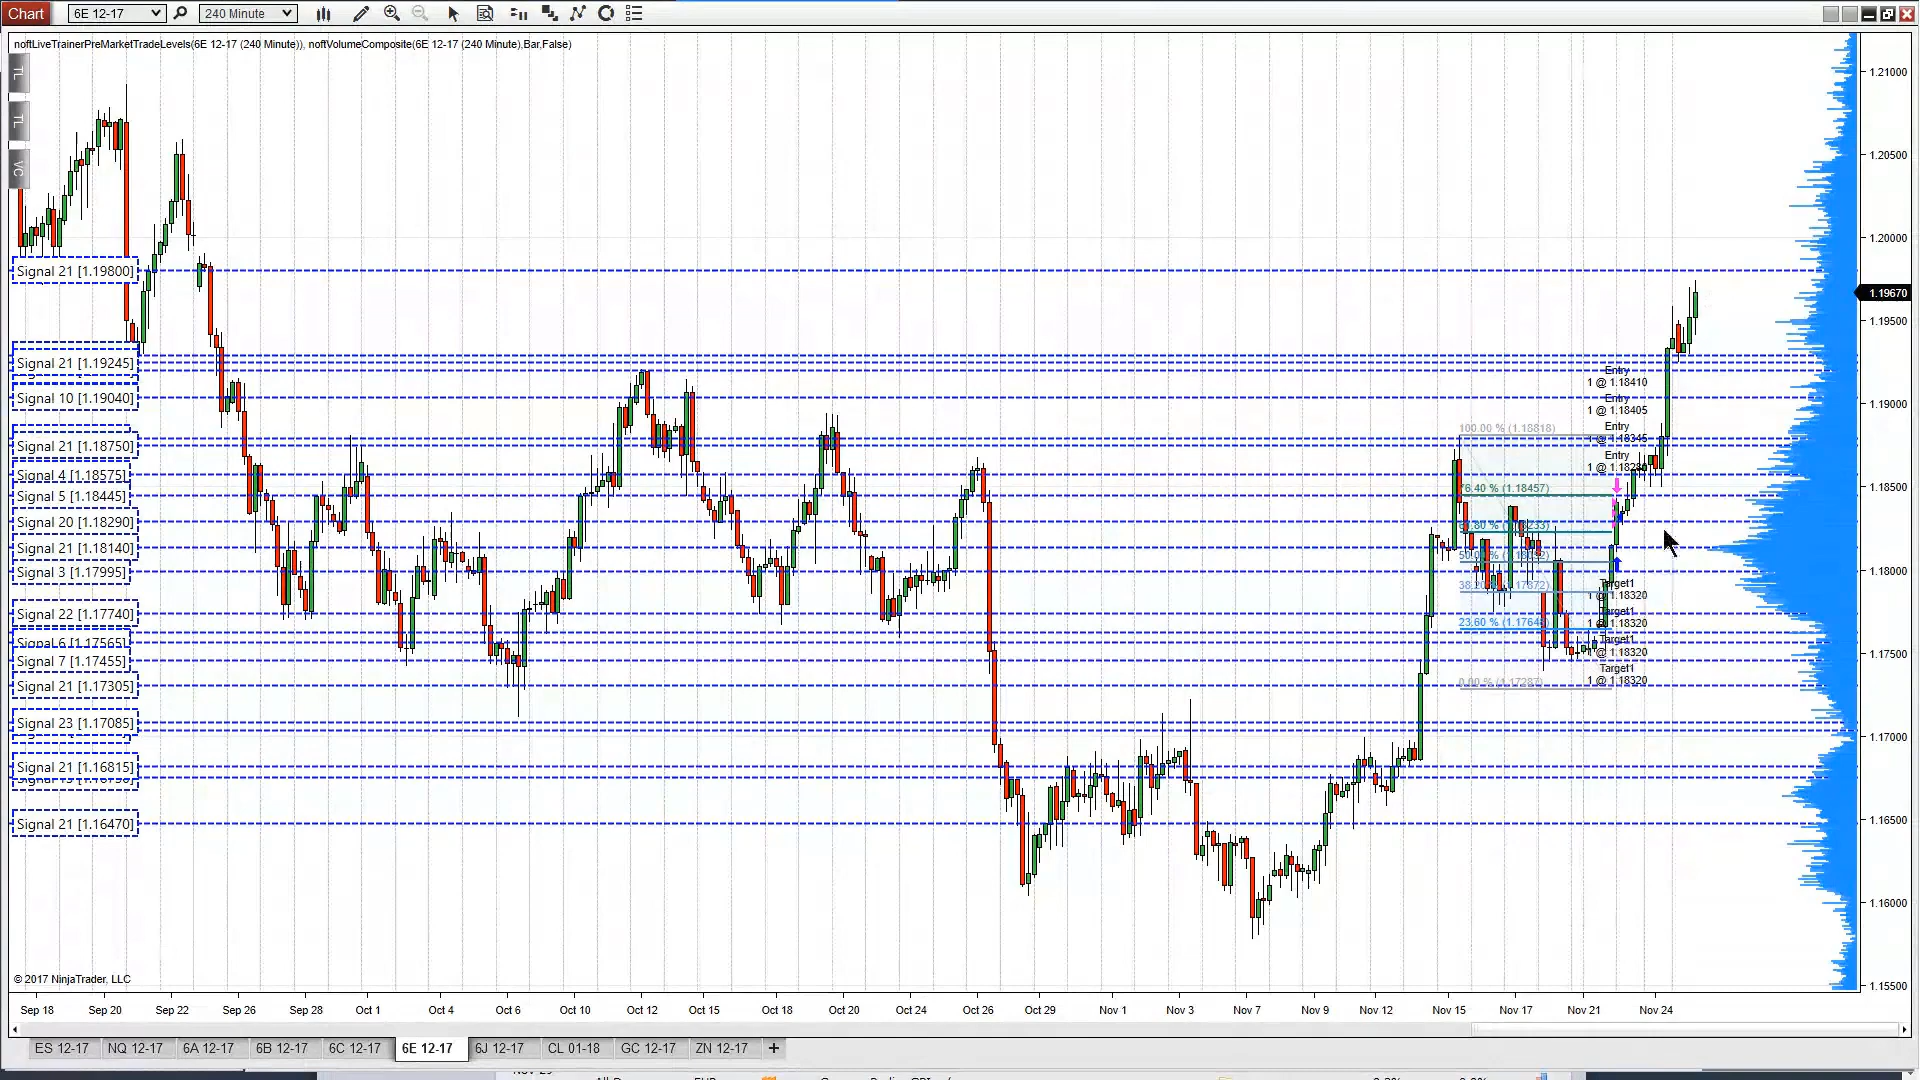 Chart
6E 12-17
240 Minute
noftLiveTrainerPreMarketTradeLevels(6E 12-17 (240 Minute)), noftVolumeComposite(6E 12-17 (240 Minute),Bar,False)
TL
TL
VC
1.21000
1.20500
1.20000
1.19670
1.19500
1.19000
1.18500
1.18000
1.17500
1.17000
1.16500
1.16000
1.15500
Signal 21 [1.19800]
Signal 21 [1.19245]
Signal 10 [1.19040]
Signal 21 [1.18750]
Signal 4 [1.18575]
Signal 5 [1.18445]
Signal 20 [1.18290]
Signal 21 [1.18140]
Signal 3 [1.17995]
Signal 22 [1.17740]
Signal 6 [1.17565]
Signal 7 [1.17455]
Signal 21 [1.17305]
Signal 23 [1.17085]
Signal 21 [1.16815]
Signal 21 [1.16470]
Entry
1 @ 1.18410
Entry
1 @ 1.18405
Entry
1 @ 1.18345
Entry
100.00 % (1.18818)
76.40 % (1.18457)
0.00 % (1.17287)
Target1
1 @ 1.18320
Target1
1 @ 1.18320
Target1
1 @ 1.18320
Target1
1 @ 1.18320
© 2017 NinjaTrader, LLC
Sep 18 Sep 20 Sep 22 Sep 26 Sep 28 Oct 1 Oct 4 Oct 6 Oct 10 Oct 12 Oct 15 Oct 18 Oct 20 Oct 24 Oct 26 Oct 29 Nov 1 Nov 3 Nov 7 Nov 9 Nov 12 Nov 15 Nov 17 Nov 21 Nov 24
ES 12-17 NQ 12-17 6A 12-17 6B 12-17 6C 12-17 6E 12-17 6J 12-17 CL 01-18 GC 12-17 ZN 12-17 +